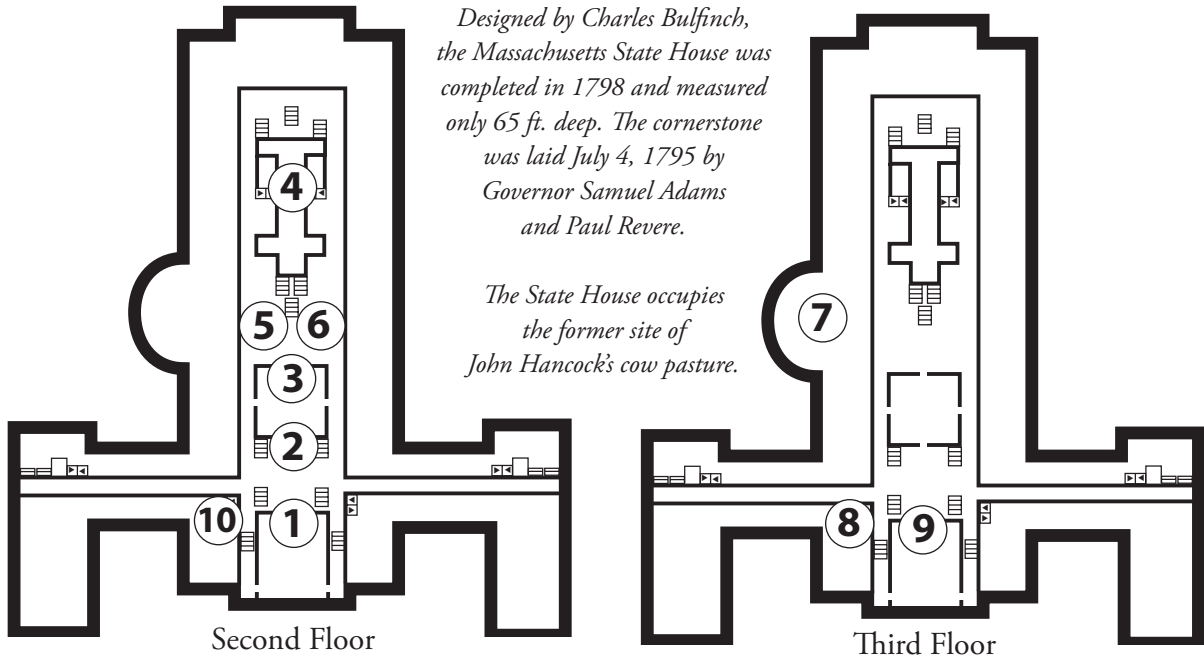 Designed by Charles Bulfinch,
the Massachusetts State House was
completed in 1798 and measured
only 65 ft. deep. The cornerstone
was laid July 4, 1795 by
Governor Samuel Adams
and Paul Revere.
The State House occupies
the former site of
John Hancock's cow pasture.
4
5
6
3
2
10
1
Second Floor
7
8
9
Third Floor